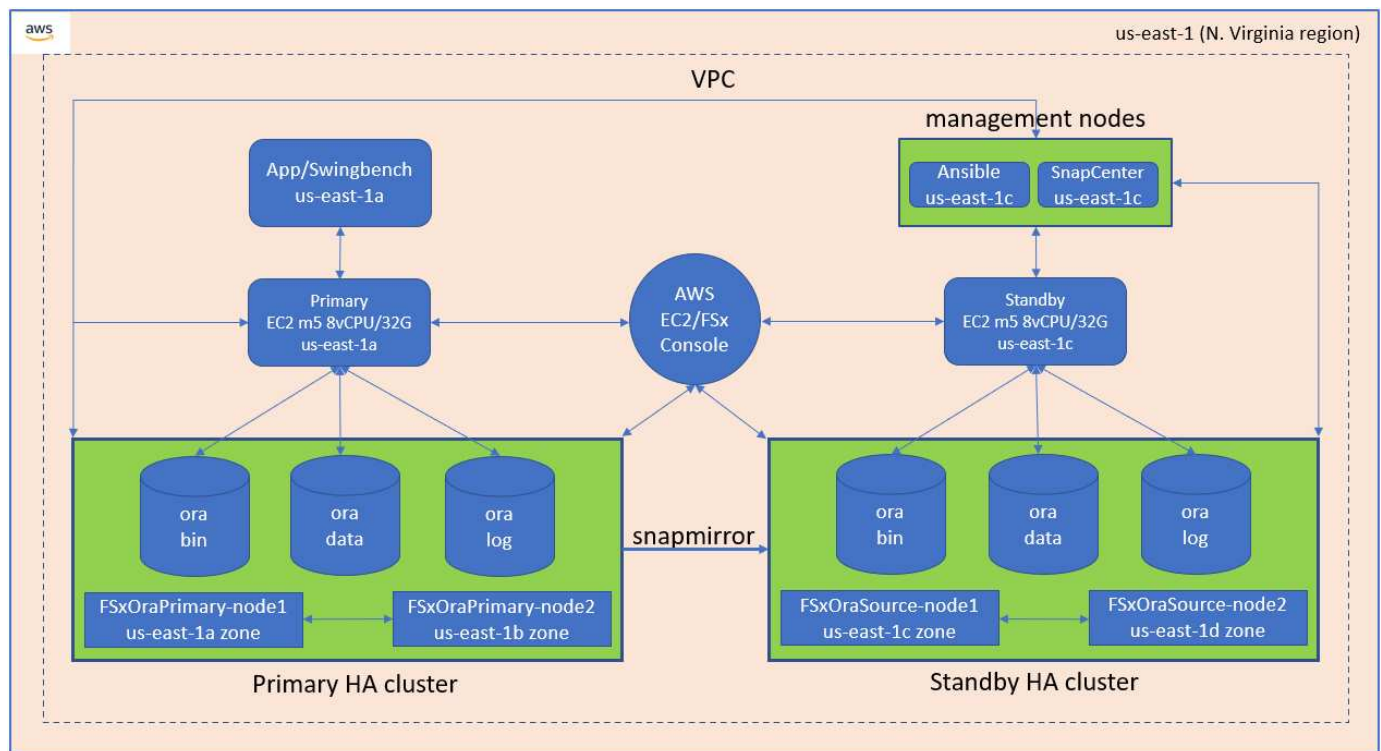 aws
us-east-1 (N. Virginia region)
VPC
management nodes
App/Swingbench
us-east-1a
Ansible
us-east-1c
SnapCenter
us-east-1c
Primary
EC2 m5 8vCPU/32G
us-east-1a
AWS
EC2/FSx
Console
Standby
EC2 m5 8vCPU/32G
us-east-1c
ora
bin
ora
data
ora
log
snapmirror
ora
bin
ora
data
ora
log
FSxOraPrimary-node1
us-east-1a zone
FSxOraPrimary-node2
us-east-1b zone
FSxOraSource-node1
us-east-1c zone
FSxOraSource-node2
us-east-1d zone
Primary HA cluster
Standby HA cluster